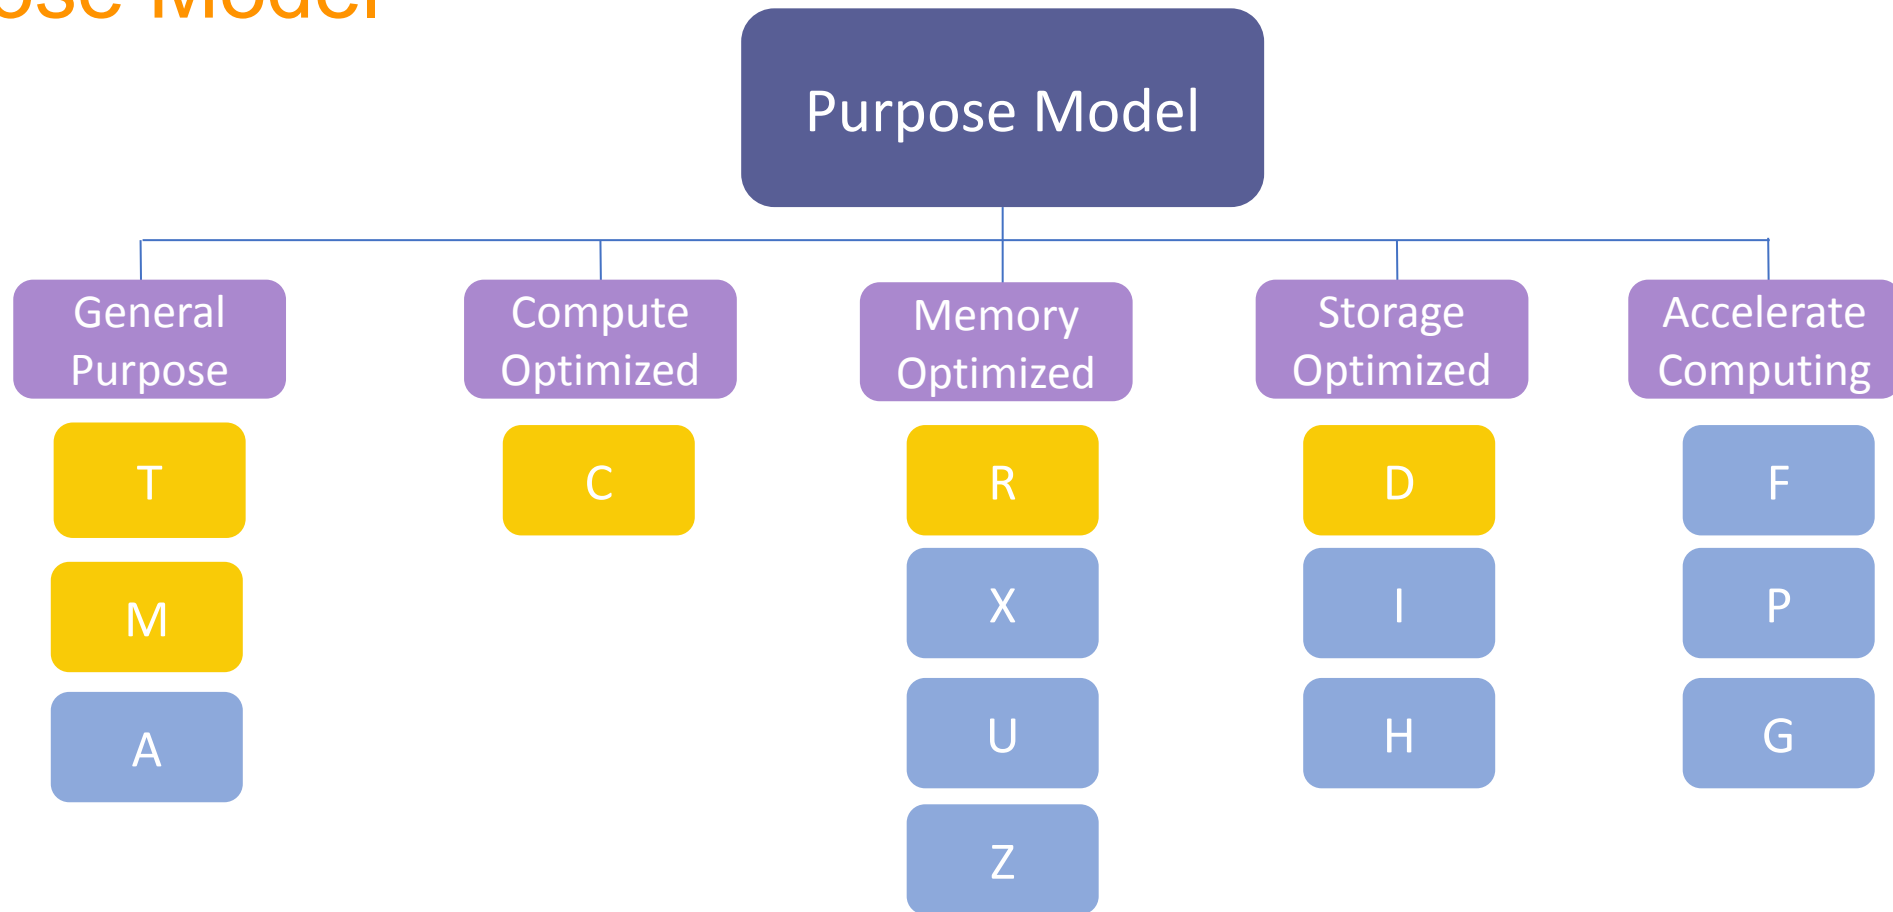 Purpose Model
General
Purpose
T
M
A
Compute
Optimized
C
Memory
Optimized
R
X
U
Z
Storage
Optimized
D
I
H
Accelerate
Computing
F
P
G